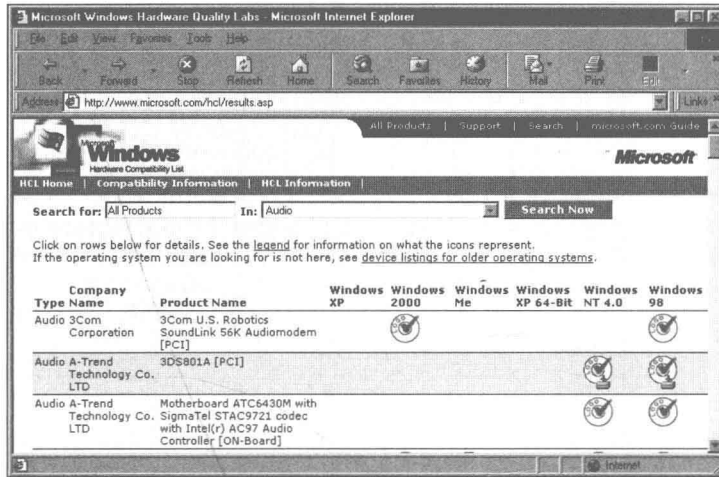 Microsoft Windows Hardware Quality Labs - Microsoft Internet Explorer
File Edit View Favorites Tools Help
Back Forward Stop Refresh Home Search Favorites History Mail Print Edit
Address http://www.microsoft.com/hcl/results.asp Links
All Products | Support | Search | microsoft.com Guide
Microsoft
Windows
Hardware Compatibility List
Microsoft
HCL Home | Compatibility Information | HCL Information |
Search for: All Products In: Audio Search Now
Click on rows below for details. See the legend for information on what the icons represent.
If the operating system you are looking for is not here, see device listings for older operating systems.
Type Company Name Product Name Windows XP Windows 2000 Windows Me Windows XP 64-Bit Windows NT 4.0 Windows 98
Audio 3Com Corporation 3Com U.S. Robotics SoundLink 56K Audiomodem [PCI]
LOGO LOGO
Audio A-Trend Technology Co. LTD 3DS801A [PCI]
LOGO LOGO
Audio A-Trend Technology Co. LTD Motherboard ATC6430M with SigmaTel STAC9721 codec with Intel(r) AC97 Audio Controller [ON-Board]
LOGO LOGO
Internet